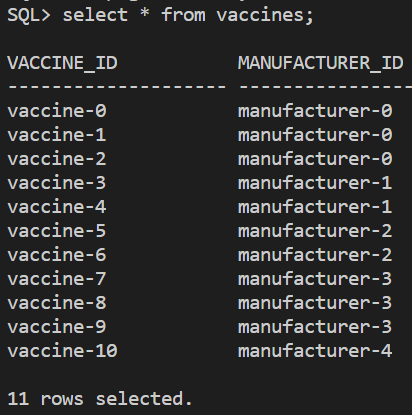 SQL> select * from vaccines;
VACCINE_ID MANUFACTURER_ID
-------------------- ----------------
vaccine-0 manufacturer-0
vaccine-1 manufacturer-0
vaccine-2 manufacturer-0
vaccine-3 manufacturer-1
vaccine-4 manufacturer-1
vaccine-5 manufacturer-2
vaccine-6 manufacturer-2
vaccine-7 manufacturer-3
vaccine-8 manufacturer-3
vaccine-9 manufacturer-3
vaccine-10 manufacturer-4
11 rows selected.